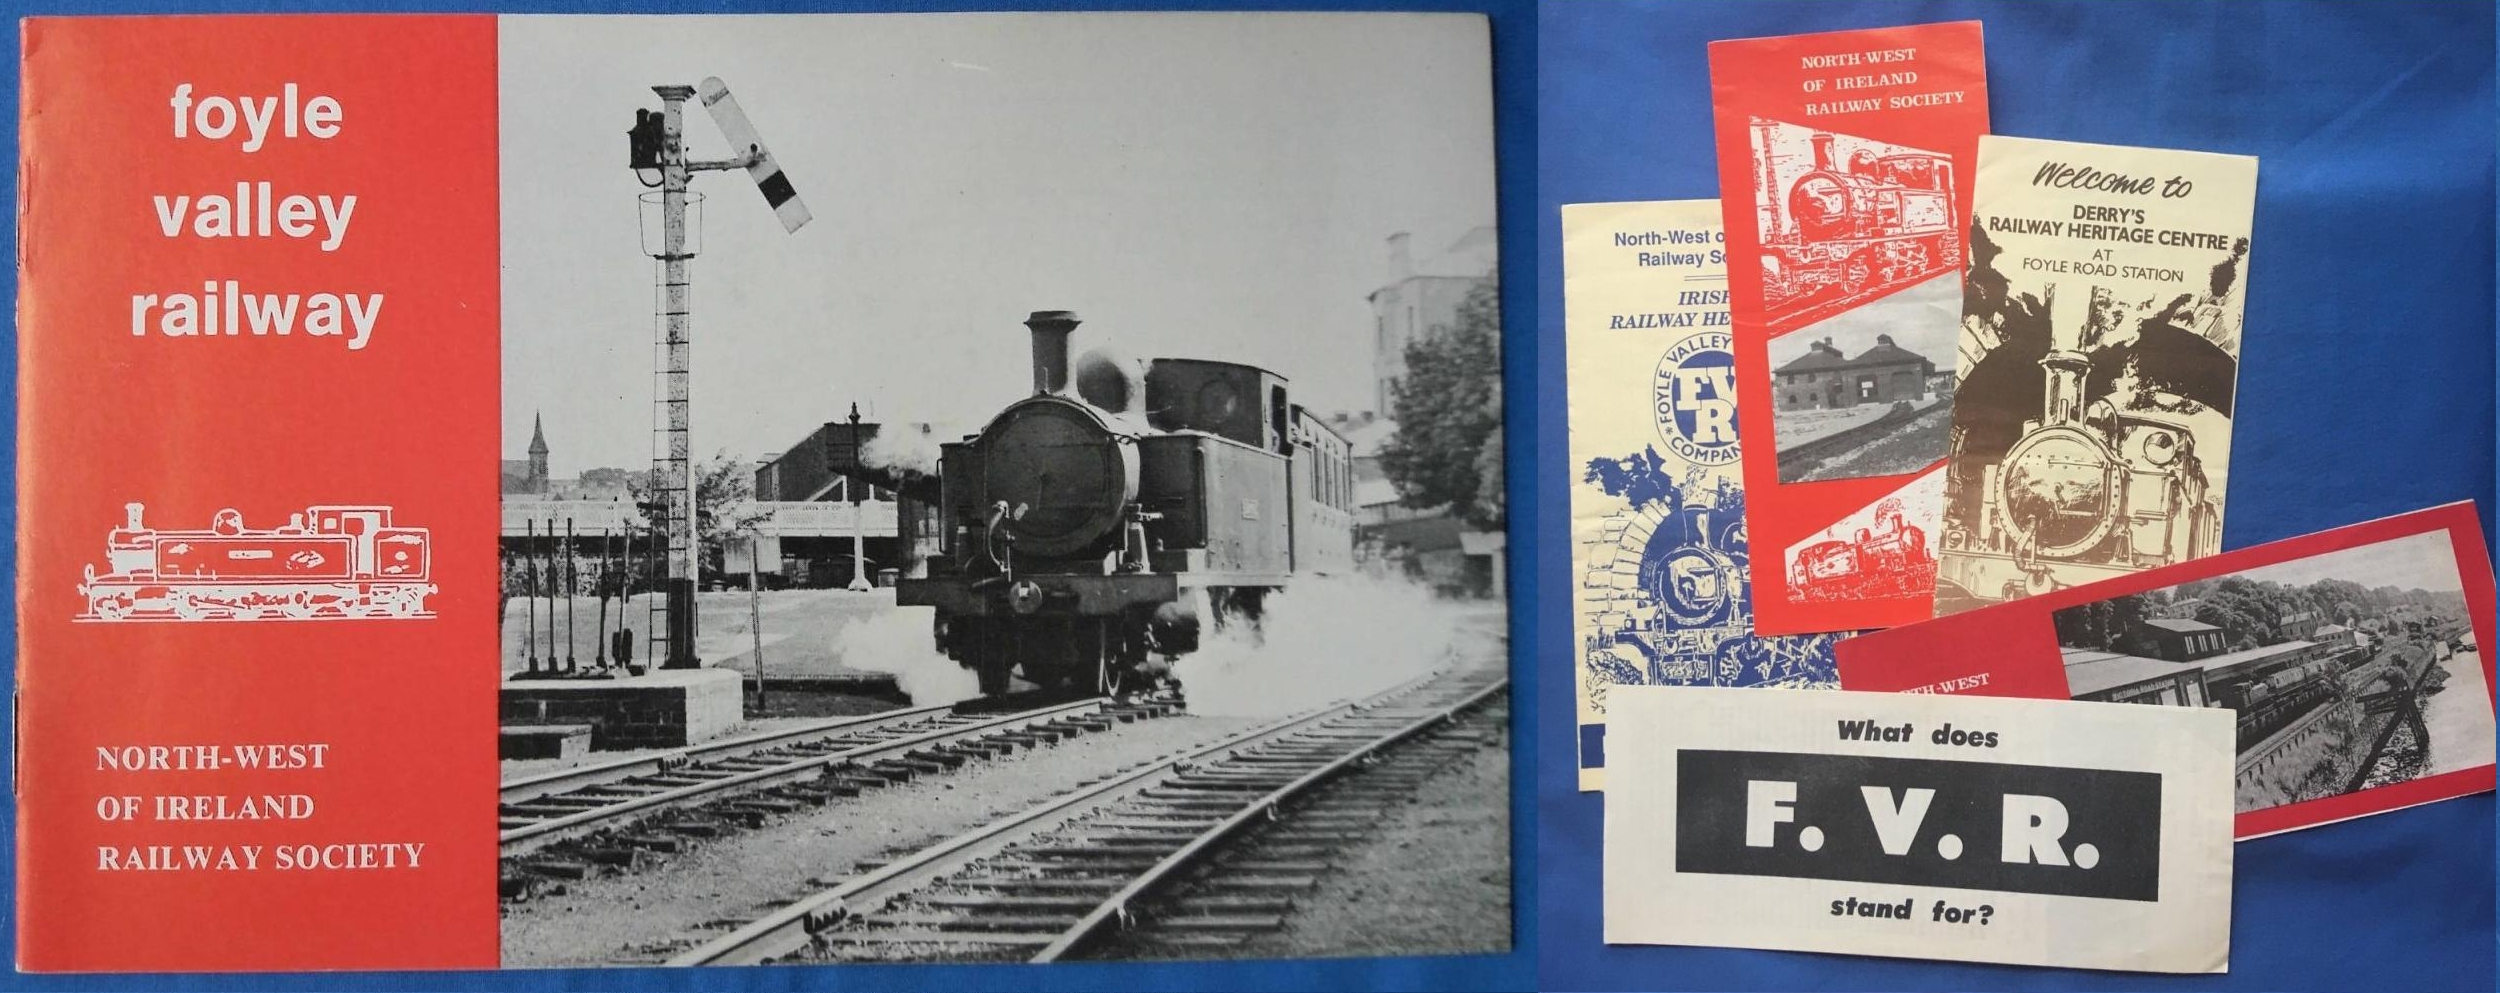 foyle
valley
railway
NORTH-WEST
OF IRELAND
RAILWAY SOCIETY
NORTH-WEST
OF IRELAND
RAILWAY SOCIETY
Welcome to
DERRY'S
RAILWAY HERITAGE CENTRE
AT
FOYLE ROAD STATION
North-West o
Railway So
IRISH
RAILWAY HE
FOYLE VALLEY
FVR
COMPAN
TH-WEST
What does
F. V. R.
stand for?